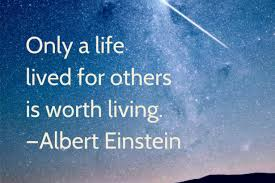 Only a life
lived for others
is worth living.
–Albert Einstein